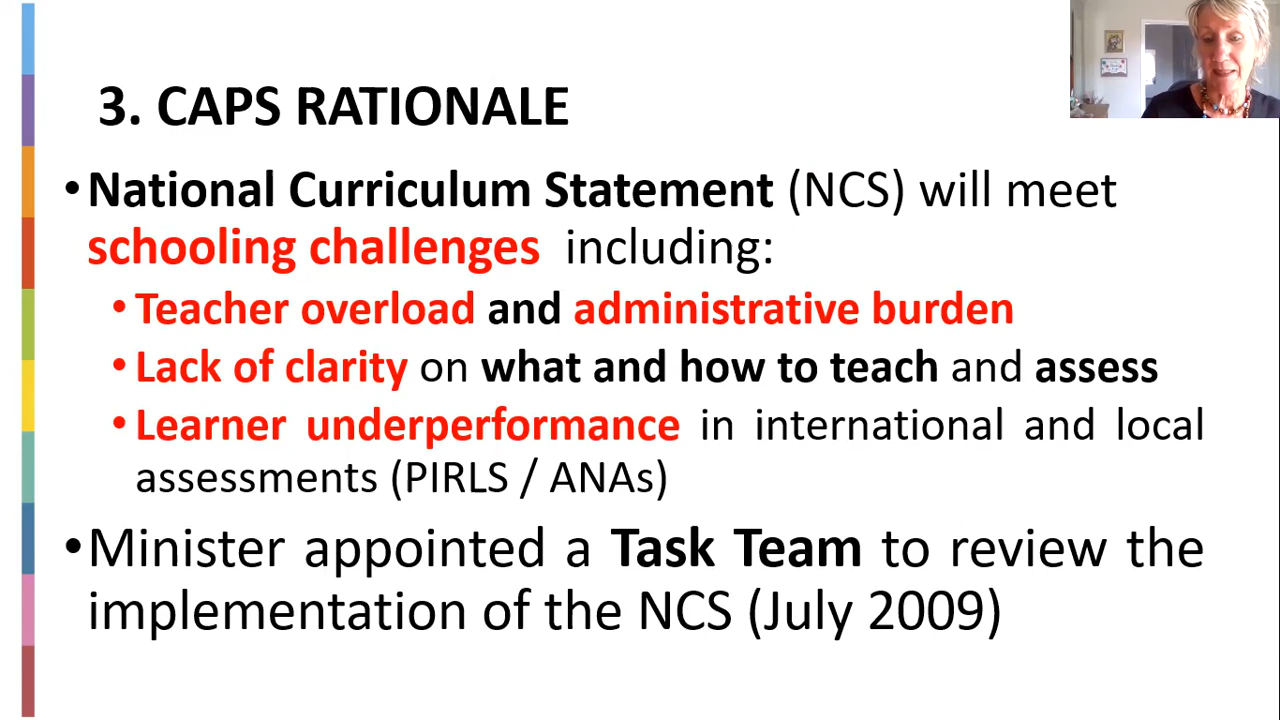 3. CAPS RATIONALE
•National Curriculum Statement (NCS) will meet
schooling challenges including:
•Teacher overload and administrative burden
•Lack of clarity on what and how to teach and assess
•Learner underperformance in international and local
assessments (PIRLS / ANAs)
•Minister appointed a Task Team to review the
implementation of the NCS (July 2009)